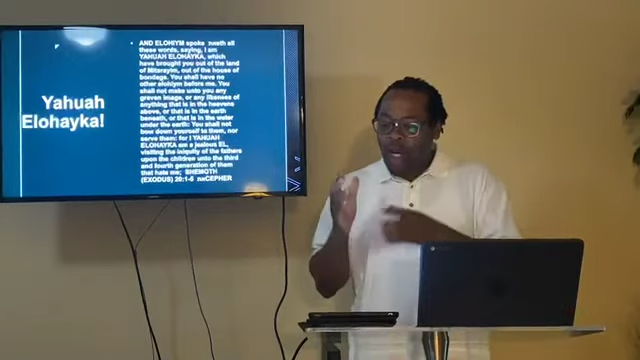 Yahuah
Elohayka!
• AND ELOHIYM spoke את eth all
these words, saying, I am
YAHUAH ELOHAYKA, which
have brought you out of the land
of Mitsrayim, out of the house of
bondage. You shall have no
other elohiym before me. You
shall not make unto you any
graven image, or any likeness of
anything that is in the heavens
above, or that is in the earth
beneath, or that is in the water
under the earth: You shall not
bow down yourself to them, nor
serve them: for I YAHUAH
ELOHAYKA am a jealous EL,
visiting the iniquity of the fathers
upon the children unto the third
and fourth generation of them
that hate me; SHEMOTH
(EXODUS) 20:1-5 את CEPHER